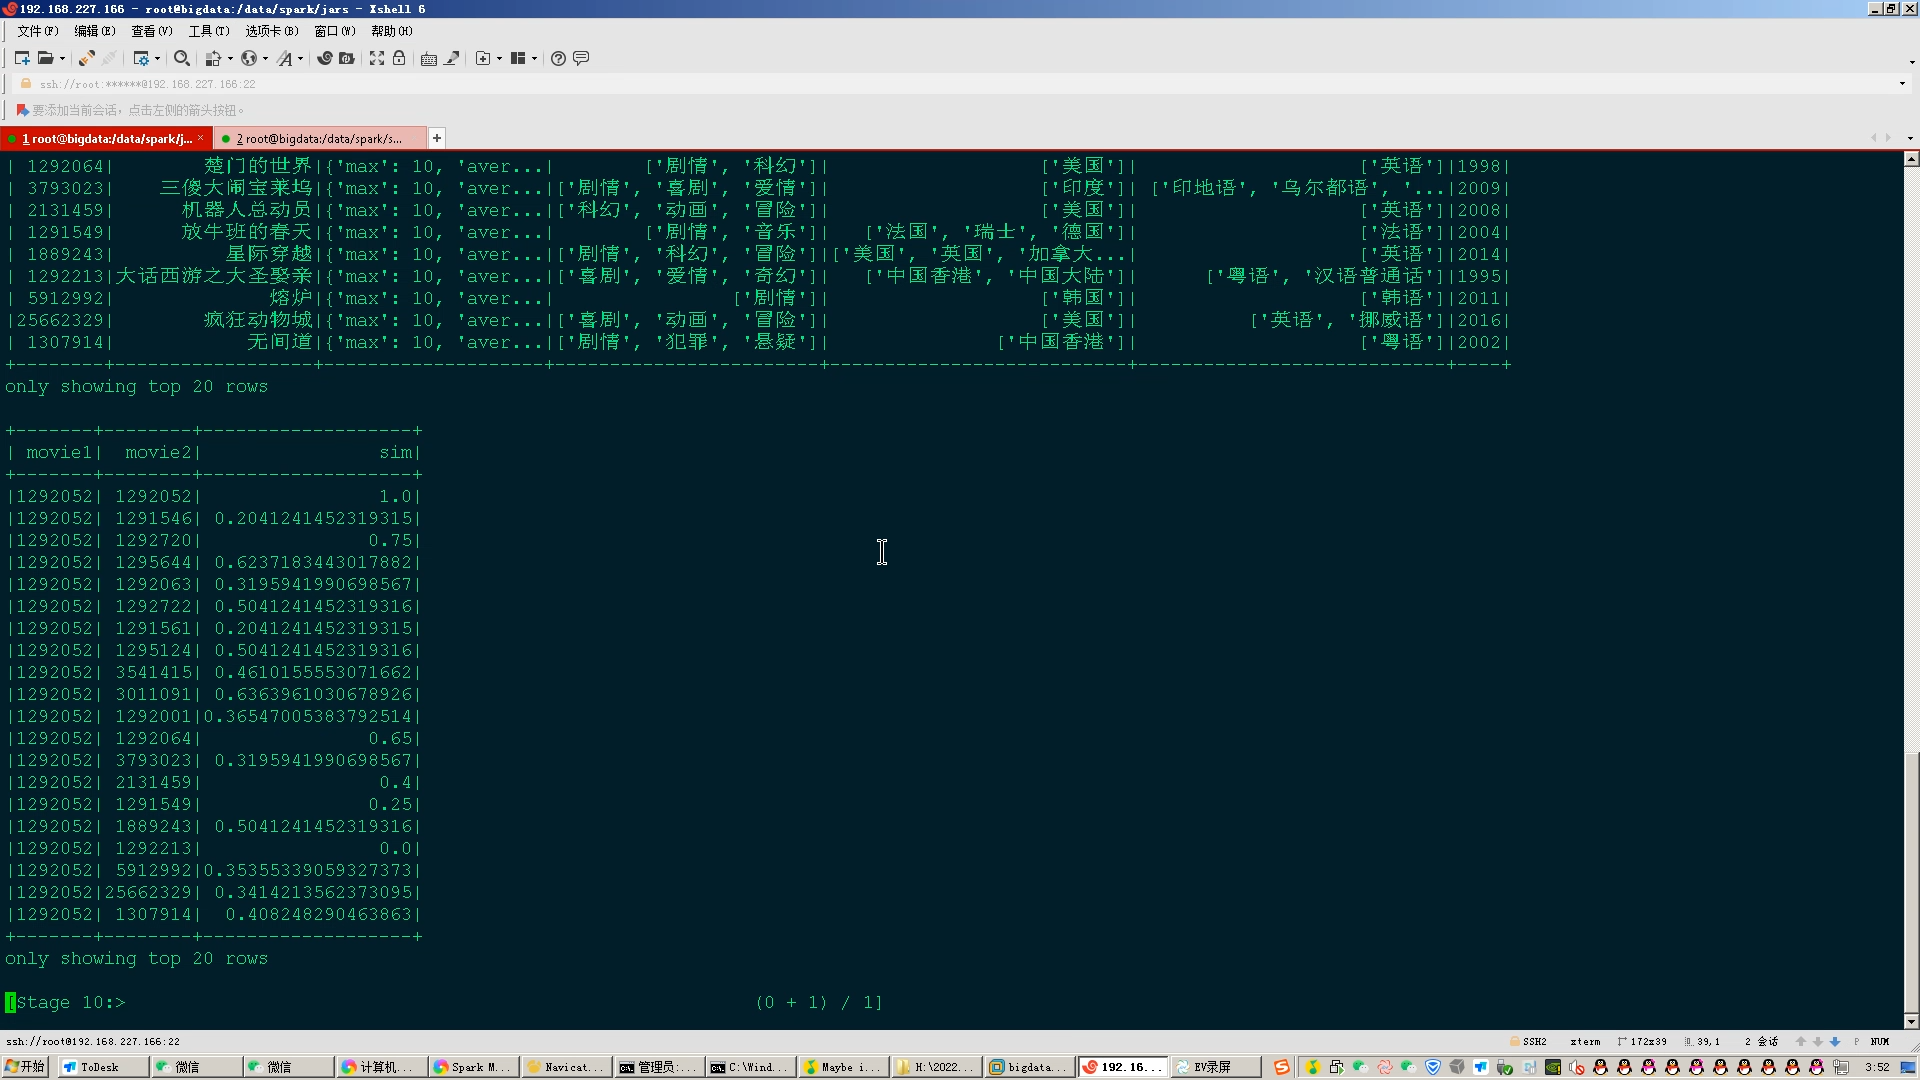 192.168.227.166 - root@bigdata:/data/spark/jars - Xshell 6
文件(F) 编辑(E) 查看(V) 工具(T) 选项卡(B) 窗口(W) 帮助(H)
ssh://root:******@192.168.227.166:22
要添加当前会话，点击左侧的箭头按钮。
1 root@bigdata:/data/spark/j... × 2 root@bigdata:/data/spark/s... +
| 1292064| 楚门的世界|{'max': 10, 'aver...| ['剧情', '科幻']| ['美国']| ['英语']|1998|
| 3793023| 三傻大闹宝莱坞|{'max': 10, 'aver...|['剧情', '喜剧', '爱情']| ['印度']| ['印地语', '乌尔都语', '...|2009|
| 2131459| 机器人总动员|{'max': 10, 'aver...|['科幻', '动画', '冒险']| ['美国']| ['英语']|2008|
| 1291549| 放牛班的春天|{'max': 10, 'aver...| ['剧情', '音乐']| ['法国', '瑞士', '德国']| ['法语']|2004|
| 1889243| 星际穿越|{'max': 10, 'aver...|['剧情', '科幻', '冒险']|['美国', '英国', '加拿大...| ['英语']|2014|
| 1292213|大话西游之大圣娶亲|{'max': 10, 'aver...|['喜剧', '爱情', '奇幻']| ['中国香港', '中国大陆']| ['粤语', '汉语普通话']|1995|
| 5912992| 熔炉|{'max': 10, 'aver...| ['剧情']| ['韩国']| ['韩语']|2011|
|25662329| 疯狂动物城|{'max': 10, 'aver...|['喜剧', '动画', '冒险']| ['美国']| ['英语', '挪威语']|2016|
| 1307914| 无间道|{'max': 10, 'aver...|['剧情', '犯罪', '悬疑']| ['中国香港']| ['粤语']|2002|
+--------+------------------+--------------------+------------------------+---------------------------+----------------------------+----+
only showing top 20 rows
+-------+--------+-------------------+
| movie1| movie2| sim|
+-------+--------+-------------------+
|1292052| 1292052| 1.0|
|1292052| 1291546| 0.2041241452319315|
|1292052| 1292720| 0.75|
|1292052| 1295644| 0.6237183443017882|
|1292052| 1292063| 0.3195941990698567|
|1292052| 1292722| 0.5041241452319316|
|1292052| 1291561| 0.2041241452319315|
|1292052| 1295124| 0.5041241452319316|
|1292052| 3541415| 0.4610155553071662|
|1292052| 3011091| 0.6363961030678926|
|1292052| 1292001|0.36547005383792514|
|1292052| 1292064| 0.65|
|1292052| 3793023| 0.3195941990698567|
|1292052| 2131459| 0.4|
|1292052| 1291549| 0.25|
|1292052| 1889243| 0.5041241452319316|
|1292052| 1292213| 0.0|
|1292052| 5912992|0.35355339059327373|
|1292052|25662329| 0.3414213562373095|
|1292052| 1307914| 0.408248290463863|
+-------+--------+-------------------+
only showing top 20 rows
[Stage 10:> (0 + 1) / 1]
ssh://root@192.168.227.166:22 SSH2 xterm 172x39 39,1 2 会话 NUM
开始 ToDesk 微信 微信 计算机... Spark M... Navicat... 管理员:... C:\Wind... Maybe i... H:\2022... bigdata... 192.16... EV录屏 3:52